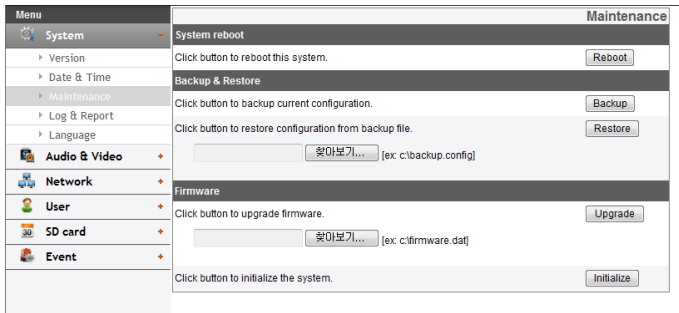 Menu
Maintenance
System
-
System reboot
Version
Click button to reboot this system.
Reboot
Date & Time
Backup & Restore
Maintenance
Click button to backup current configuration.
Backup
Log & Report
Click button to restore configuration from backup file.
Restore
Language
찾아보기...
[ex: c:\backup.config]
Audio & Video
+
Network
+
Firmware
User
+
Click button to upgrade firmware.
Upgrade
30
SD card
+
찾아보기...
[ex: c:\firmware.dat]
Event
+
Click button to initialize the system.
Initialize